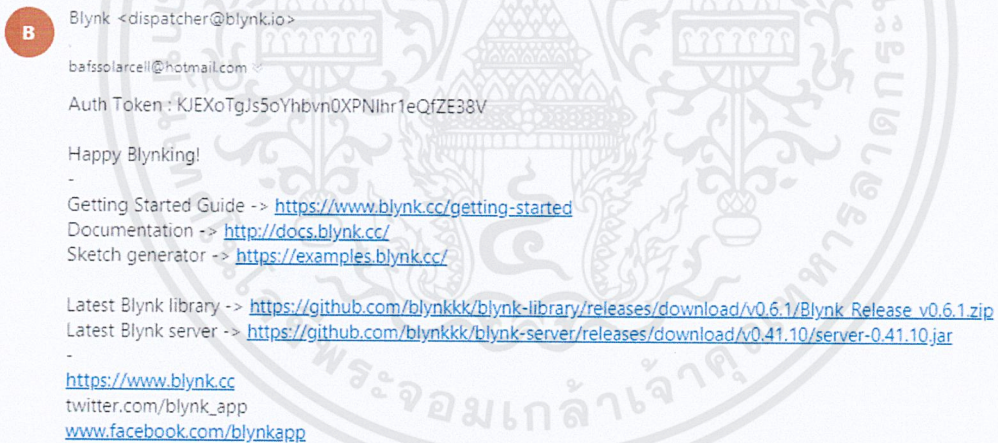 B
Blynk <dispatcher@blynk.io>
bafssolarcell@hotmail.com
Auth Token : KJEXoTgJs5oYhbvn0XPNlhr1eQfZE38V
Happy Blynking!
-
Getting Started Guide -> https://www.blynk.cc/getting-started
Documentation -> http://docs.blynk.cc/
Sketch generator -> https://examples.blynk.cc/
Latest Blynk library -> https://github.com/blynkkk/blynk-library/releases/download/v0.6.1/Blynk_Release_v0.6.1.zip
Latest Blynk server -> https://github.com/blynkkk/blynk-server/releases/download/v0.41.10/server-0.41.10.jar
-
https://www.blynk.cc
twitter.com/blynk_app
www.facebook.com/blynkapp